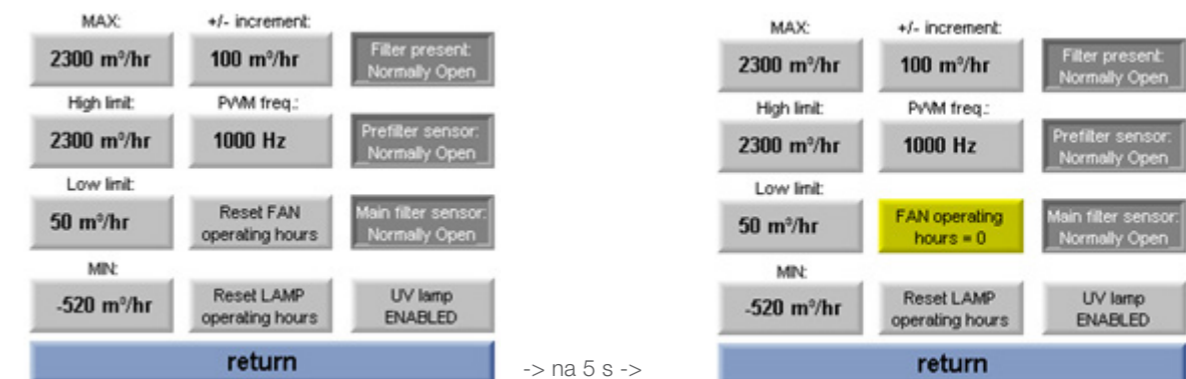 MAX: +/- increment:
2300 m³/hr 100 m³/hr Filter present: Normally Open
High limit: PWM freq.:
2300 m³/hr 1000 Hz Prefilter sensor: Normally Open
Low limit:
50 m³/hr Reset FAN operating hours Main filter sensor: Normally Open
MIN:
-520 m³/hr Reset LAMP operating hours UV lamp ENABLED
return
-> na 5 s ->
MAX: +/- increment:
2300 m³/hr 100 m³/hr Filter present: Normally Open
High limit: PWM freq.:
2300 m³/hr 1000 Hz Prefilter sensor: Normally Open
Low limit:
50 m³/hr FAN operating hours = 0 Main filter sensor: Normally Open
MIN:
-520 m³/hr Reset LAMP operating hours UV lamp ENABLED
return